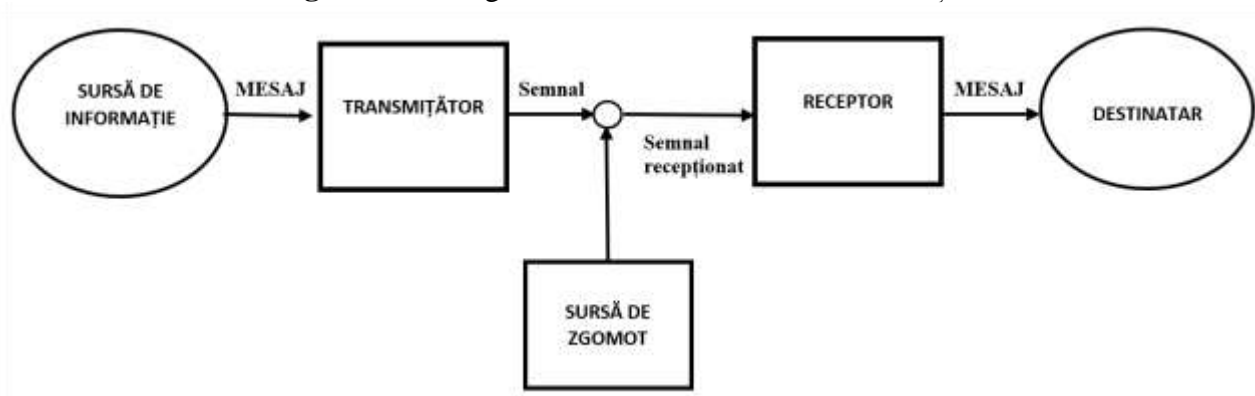 SURSĂ DE
INFORMAȚIE
MESAJ
TRANSMIȚĂTOR
Semnal
Semnal
recepționat
RECEPTOR
MESAJ
DESTINATAR
SURSĂ DE
ZGOMOT